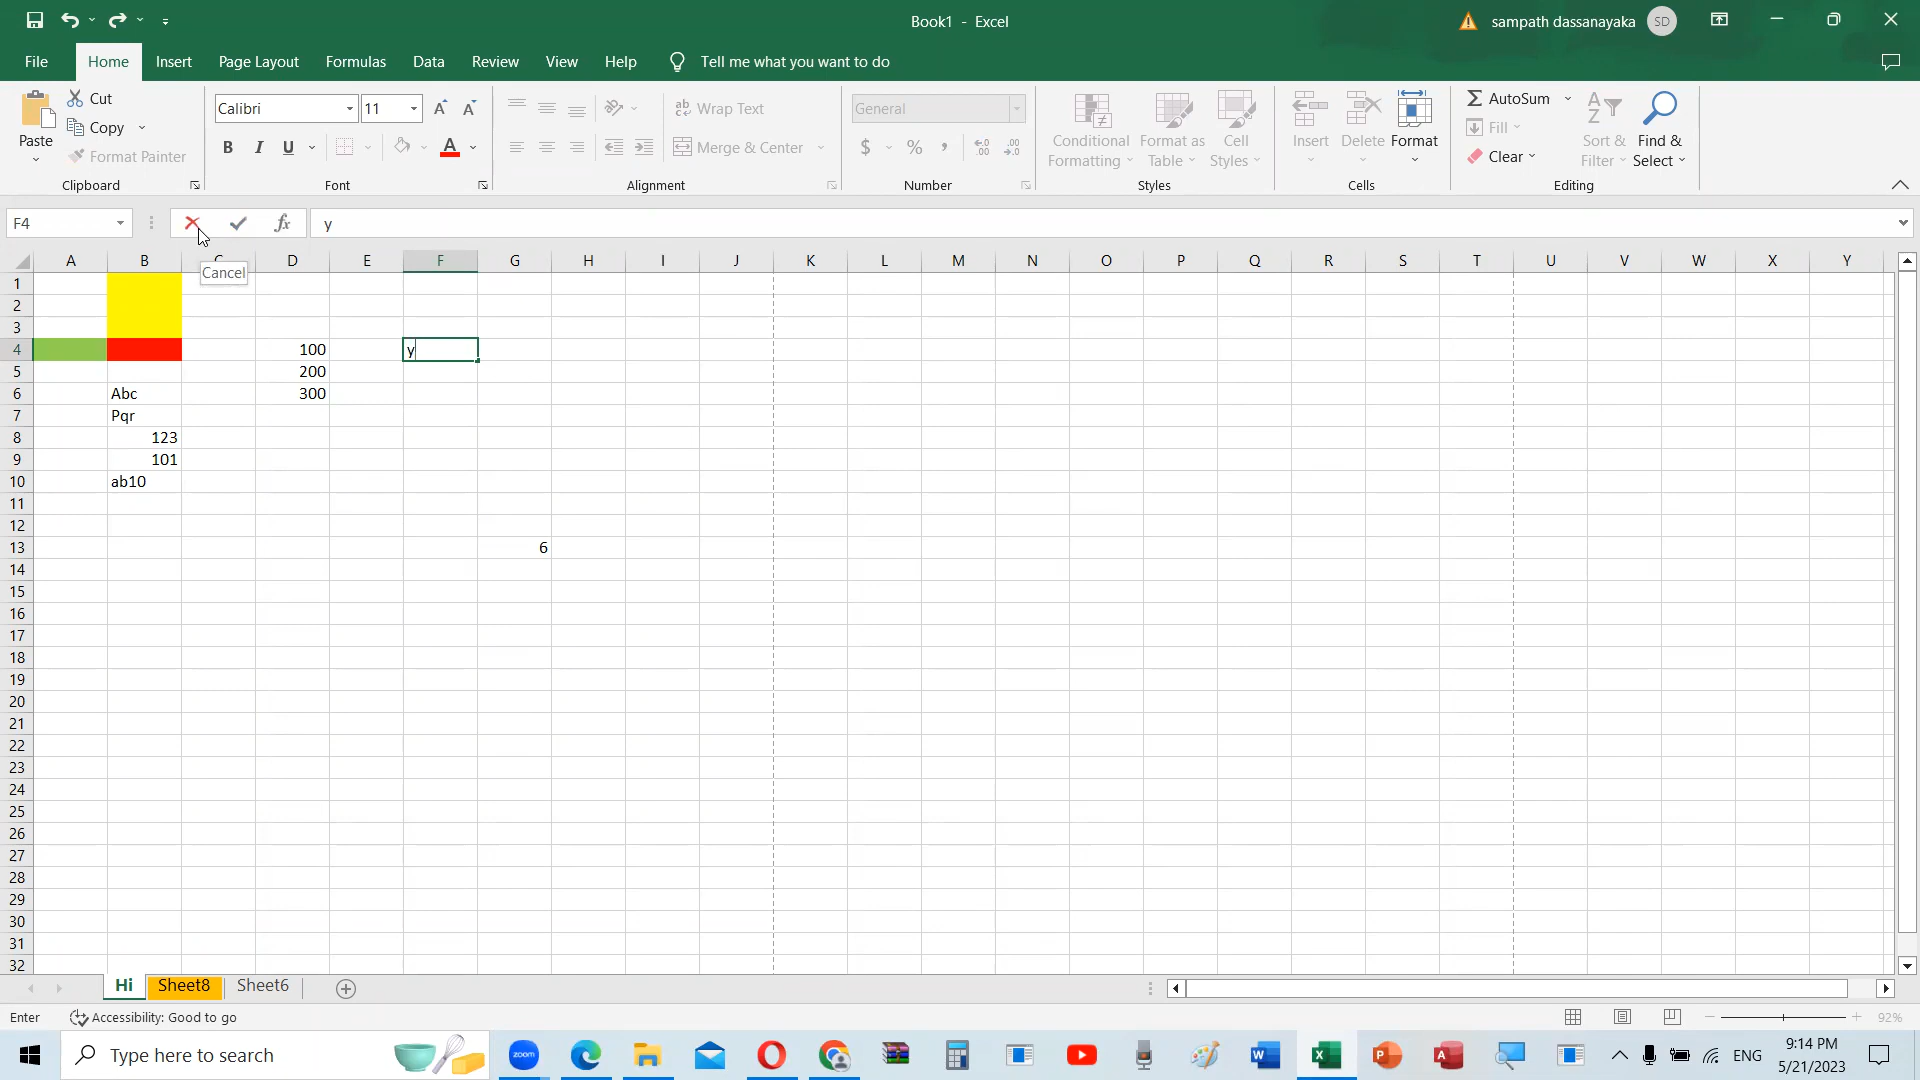 Book1 - Excel
sampath dassanayaka SD
File Home Insert Page Layout Formulas Data Review View Help Tell me what you want to do
Paste
Cut
Copy
Format Painter
Clipboard
Calibri 11 A A
B I U A
Font
ab Wrap Text
Merge & Center
Alignment
General
$ % ,
Number
Conditional Formatting
Format as Table
Cell Styles
Styles
Insert Delete Format
Cells
AutoSum
Fill
Clear
Sort & Filter
Find & Select
Editing
F4 fx y
Cancel
A B C D E F G H I J K L M N O P Q R S T U V W X Y
1
2
3
4 100 y
5 200
6 Abc 300
7 Pqr
8 123
9 101
10 ab10
11
12
13 6
14
15
16
17
18
19
20
21
22
23
24
25
26
27
28
29
30
31
32
Hi Sheet8 Sheet6
Enter Accessibility: Good to go 92%
Type here to search zoom ENG 9:14 PM
5/21/2023